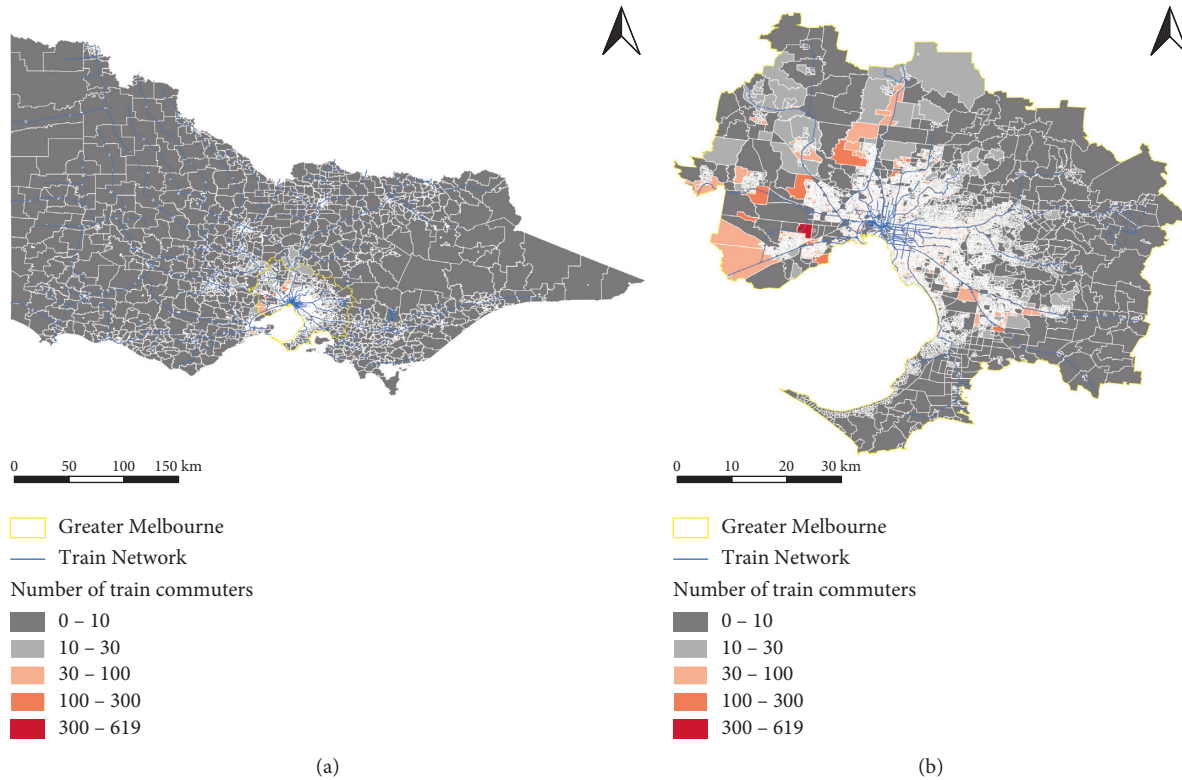 0 50 100 150 km
Greater Melbourne
Train Network
Number of train commuters
0 – 10
10 – 30
30 – 100
100 – 300
300 – 619
(a)
0 10 20 30 km
Greater Melbourne
Train Network
Number of train commuters
0 – 10
10 – 30
30 – 100
100 – 300
300 – 619
(b)